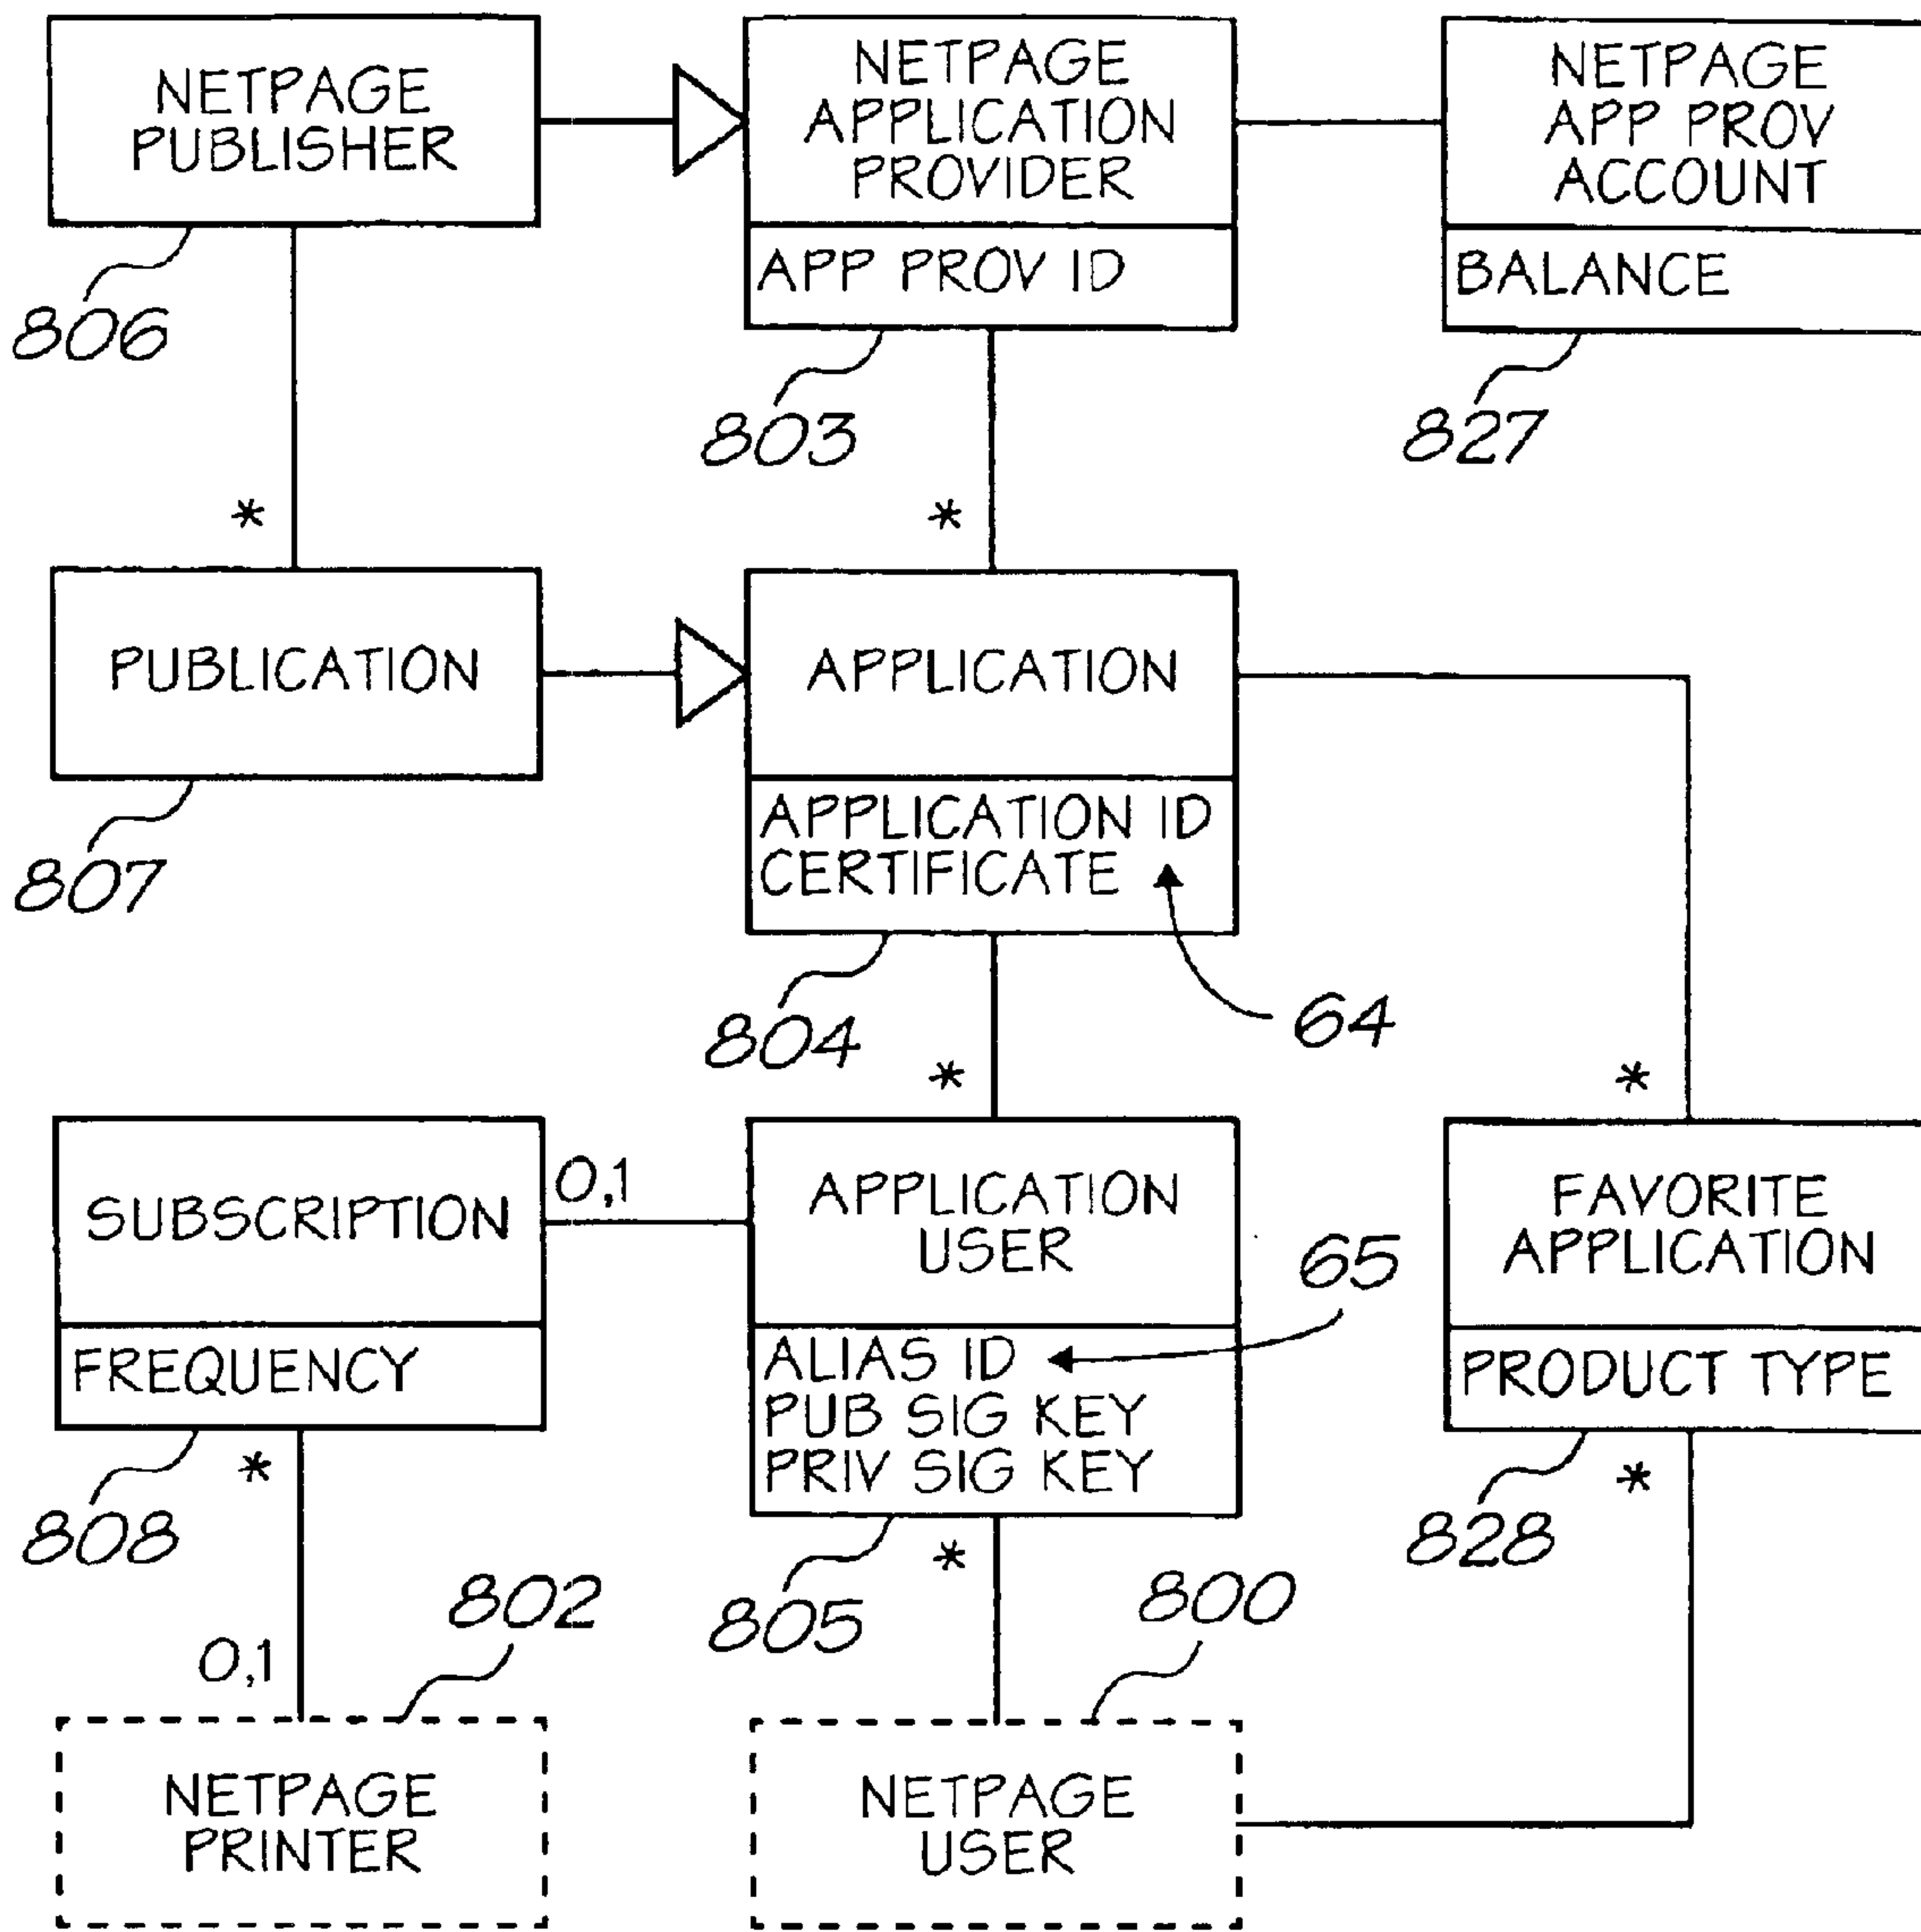 NETPAGE
PUBLISHER
806
NETPAGE
APPLICATION
PROVIDER
APP PROV ID
803
NETPAGE
APP PROV
ACCOUNT
BALANCE
827
*
*
PUBLICATION
807
APPLICATION
APPLICATION ID
CERTIFICATE
64
804
*
*
SUBSCRIPTION
FREQUENCY
0,1
808
*
APPLICATION
USER
65
ALIAS ID
PUB SIG KEY
PRIV SIG KEY
805
*
FAVORITE
APPLICATION
PRODUCT TYPE
828
*
802
0,1
800
NETPAGE
PRINTER
NETPAGE
USER